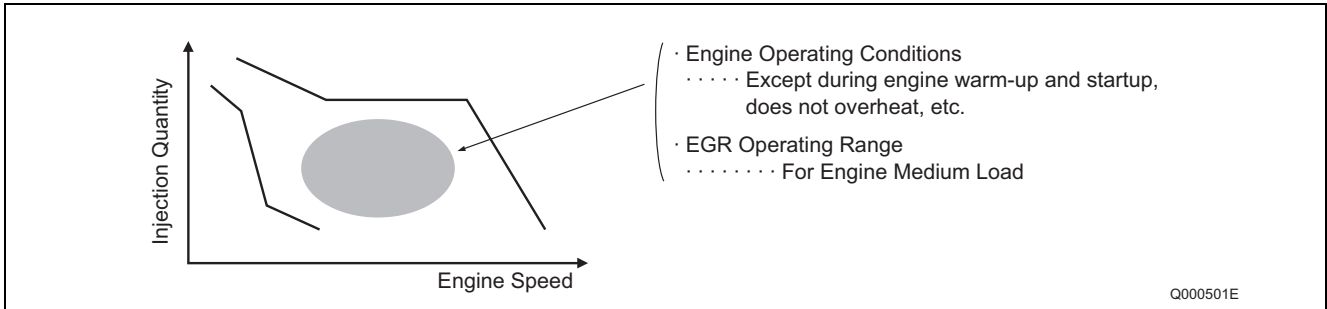 Injection Quantity
Engine Speed
· Engine Operating Conditions
· · · · · Except during engine warm-up and startup,
does not overheat, etc.
· EGR Operating Range
· · · · · · · · For Engine Medium Load
Q000501E